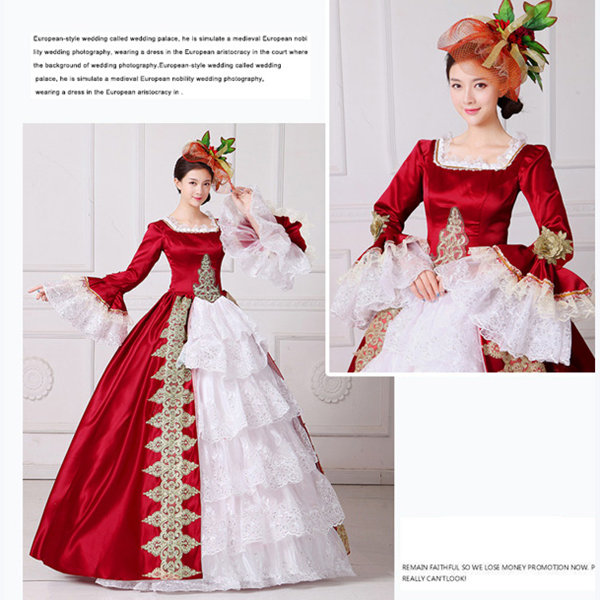 European-style wedding called wedding palace, he is simulate a medieval European nobi
lity wedding photography, wearing a dress in the European aristocracy in the court where
the background of wedding photography.European-style wedding called wedding
palace, he is simulate a medieval European nobility wedding photography,
wearing a dress in the European aristocracy in .
REMAIN FAITHFUL SO WE LOSE MONEY PROMOTION NOW. P
REALLY CAN'TLOOK!